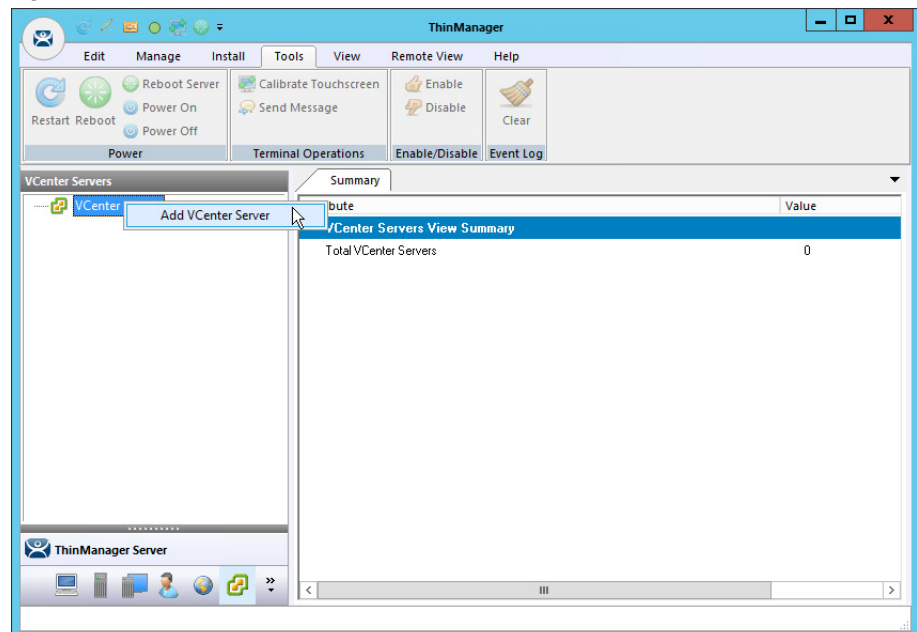 ThinManager
Edit Manage Install Tools View Remote View Help
Restart Reboot
Reboot Server
Power On
Power Off
Calibrate Touchscreen
Send Message
Enable
Disable
Clear
Power Terminal Operations Enable/Disable Event Log
VCenter Servers
Summary
VCenter
Add VCenter Server
bute Value
VCenter Servers View Summary
Total VCenter Servers 0
ThinManager Server